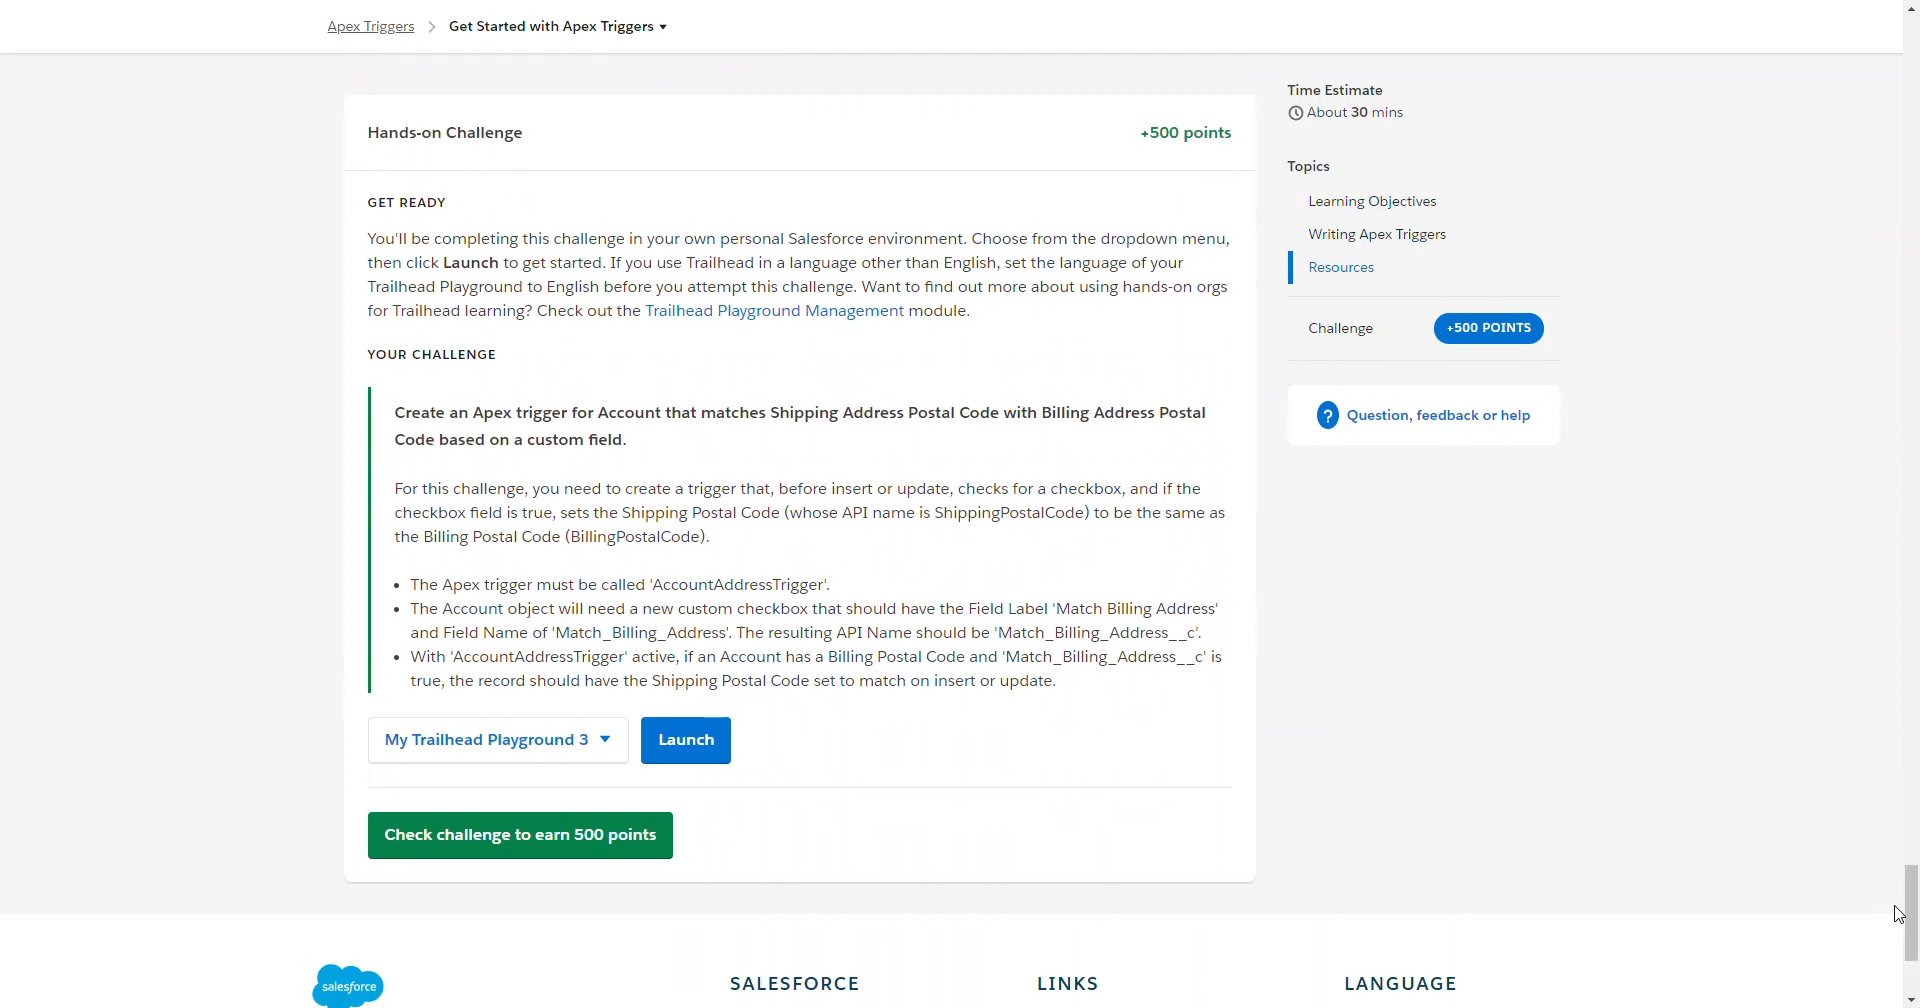 Apex Triggers > Get Started with Apex Triggers
Hands-on Challenge
+500 points
GET READY
You'll be completing this challenge in your own personal Salesforce environment. Choose from the dropdown menu,
then click Launch to get started. If you use Trailhead in a language other than English, set the language of your
Trailhead Playground to English before you attempt this challenge. Want to find out more about using hands-on orgs
for Trailhead learning? Check out the Trailhead Playground Management module.
YOUR CHALLENGE
Create an Apex trigger for Account that matches Shipping Address Postal Code with Billing Address Postal
Code based on a custom field.
For this challenge, you need to create a trigger that, before insert or update, checks for a checkbox, and if the
checkbox field is true, sets the Shipping Postal Code (whose API name is ShippingPostalCode) to be the same as
the Billing Postal Code (BillingPostalCode).
• The Apex trigger must be called 'AccountAddressTrigger'.
• The Account object will need a new custom checkbox that should have the Field Label 'Match Billing Address'
and Field Name of 'Match_Billing_Address'. The resulting API Name should be 'Match_Billing_Address__c'.
• With 'AccountAddressTrigger' active, if an Account has a Billing Postal Code and 'Match_Billing_Address__c' is
true, the record should have the Shipping Postal Code set to match on insert or update.
My Trailhead Playground 3
Launch
Check challenge to earn 500 points
Time Estimate
About 30 mins
Topics
Learning Objectives
Writing Apex Triggers
Resources
Challenge
+500 POINTS
? Question, feedback or help
salesforce
SALESFORCE
LINKS
LANGUAGE